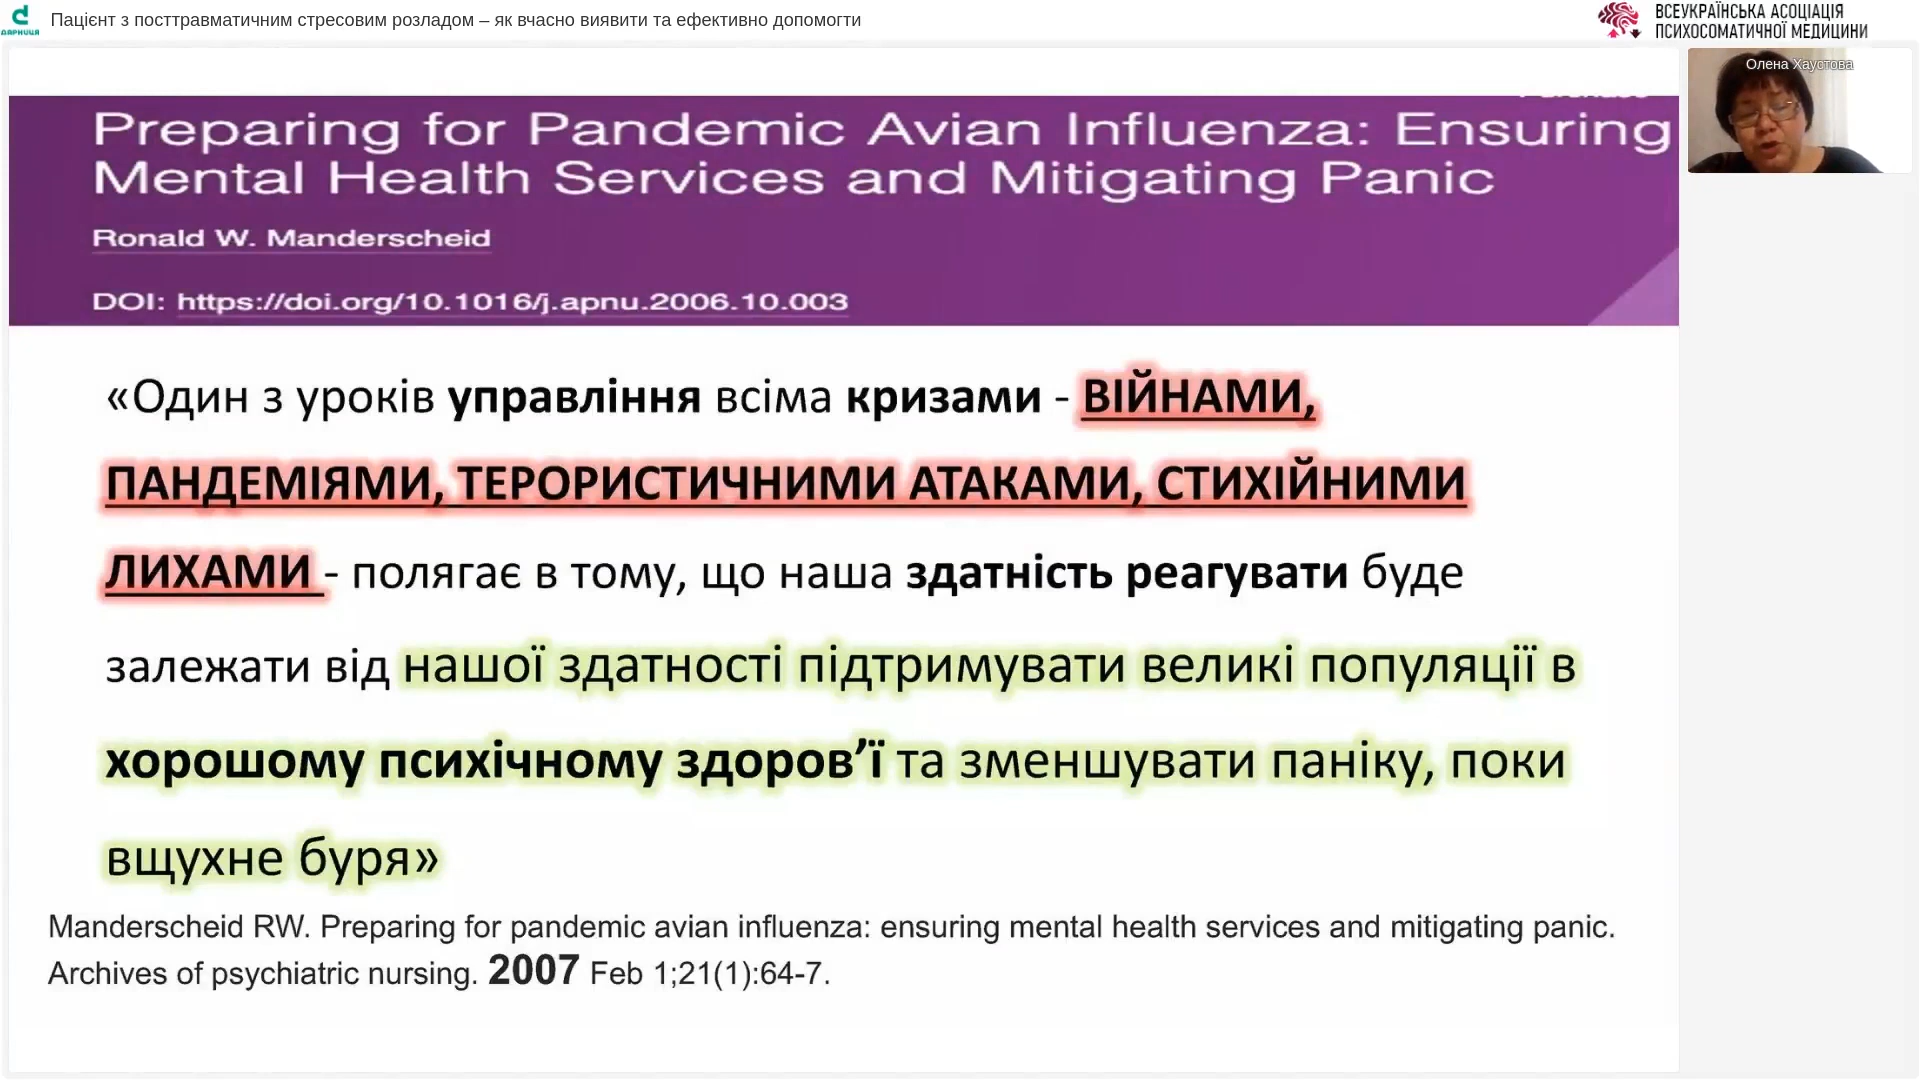 Пацієнт з посттравматичним стресовим розладом – як вчасно виявити та ефективно допомогти
ДАРНИЦЯ
ВСЕУКРАЇНСЬКА АСОЦІАЦІЯ
ПСИХОСОМАТИЧНОЇ МЕДИЦИНИ
Олена Хаустова
Preparing for Pandemic Avian Influenza: Ensuring
Mental Health Services and Mitigating Panic
Ronald W. Manderscheid
DOI: https://doi.org/10.1016/j.apnu.2006.10.003
«Один з уроків управління всіма кризами - ВІЙНАМИ,
ПАНДЕМІЯМИ, ТЕРОРИСТИЧНИМИ АТАКАМИ, СТИХІЙНИМИ
ЛИХАМИ - полягає в тому, що наша здатність реагувати буде
залежати від нашої здатності підтримувати великі популяції в
хорошому психічному здоров’ї та зменшувати паніку, поки
вщухне буря»
Manderscheid RW. Preparing for pandemic avian influenza: ensuring mental health services and mitigating panic.
Archives of psychiatric nursing. 2007 Feb 1;21(1):64-7.